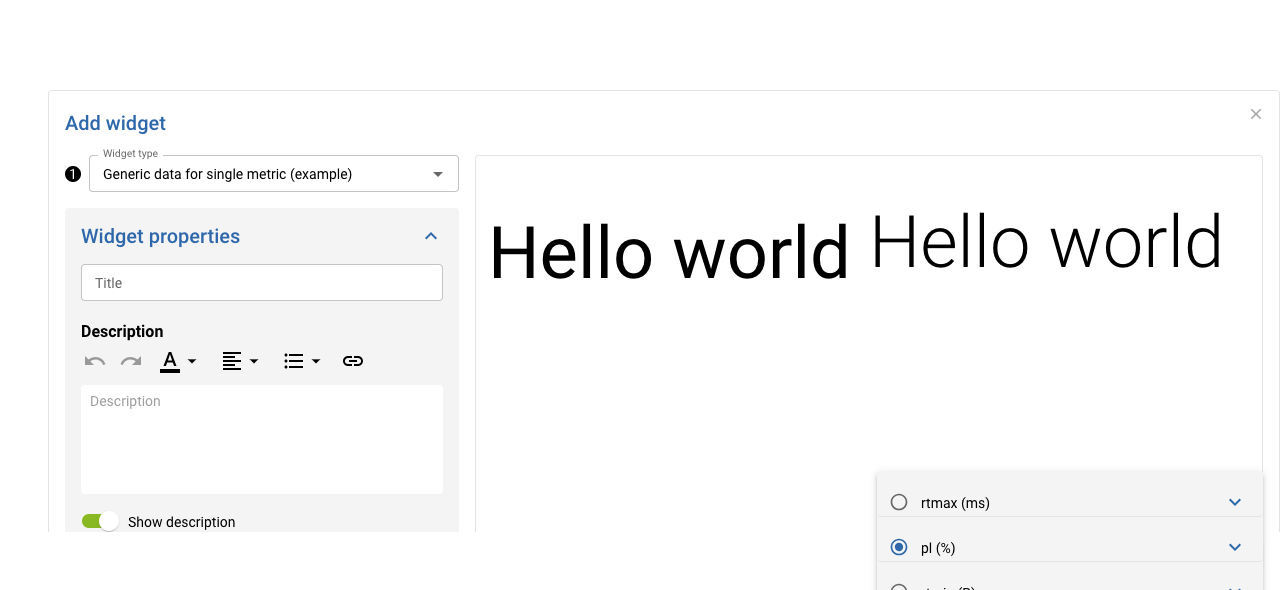 Add widget
Widget type
1
Generic data for single metric (example)
Widget properties
Title
Description
A
Description
Show description
Hello world Hello world
rtmax (ms)
pl (%)